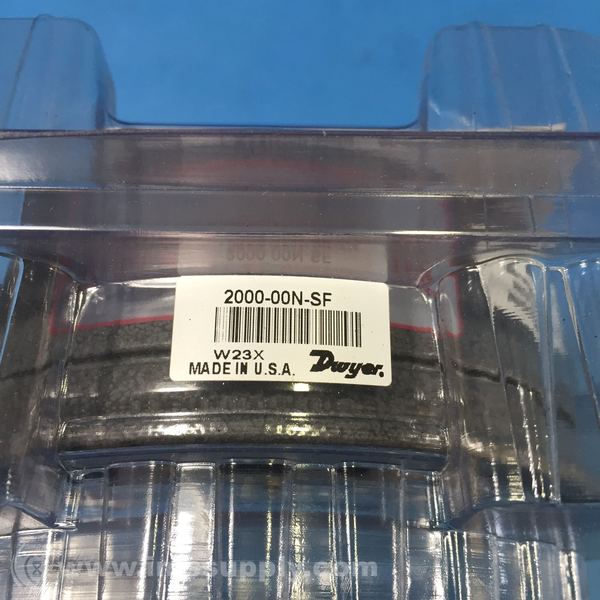 2000-00N-SF
W23X
MADE IN U.S.A. Dwyer.